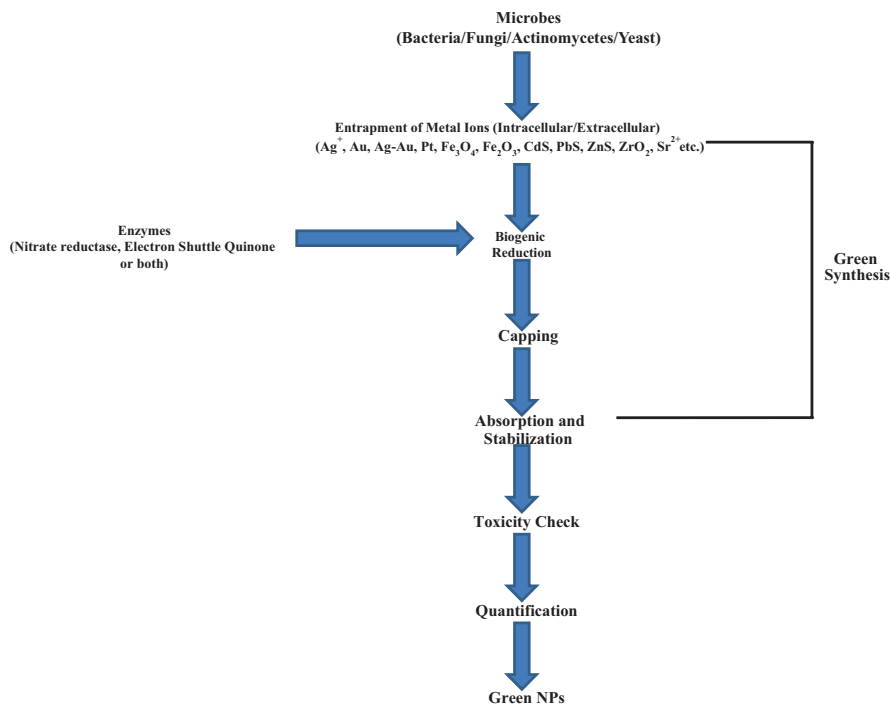 Microbes
(Bacteria/Fungi/Actinomycetes/Yeast)
Entrapment of Metal Ions (Intracellular/Extracellular)
(Ag⁺, Au, Ag-Au, Pt, Fe₃O₄, Fe₂O₃, CdS, PbS, ZnS, ZrO₂, Sr²⁺etc.)
Enzymes
(Nitrate reductase, Electron Shuttle Quinone
or both)
Biogenic
Reduction
Green
Synthesis
Capping
Absorption and
Stabilization
Toxicity Check
Quantification
Green NPs